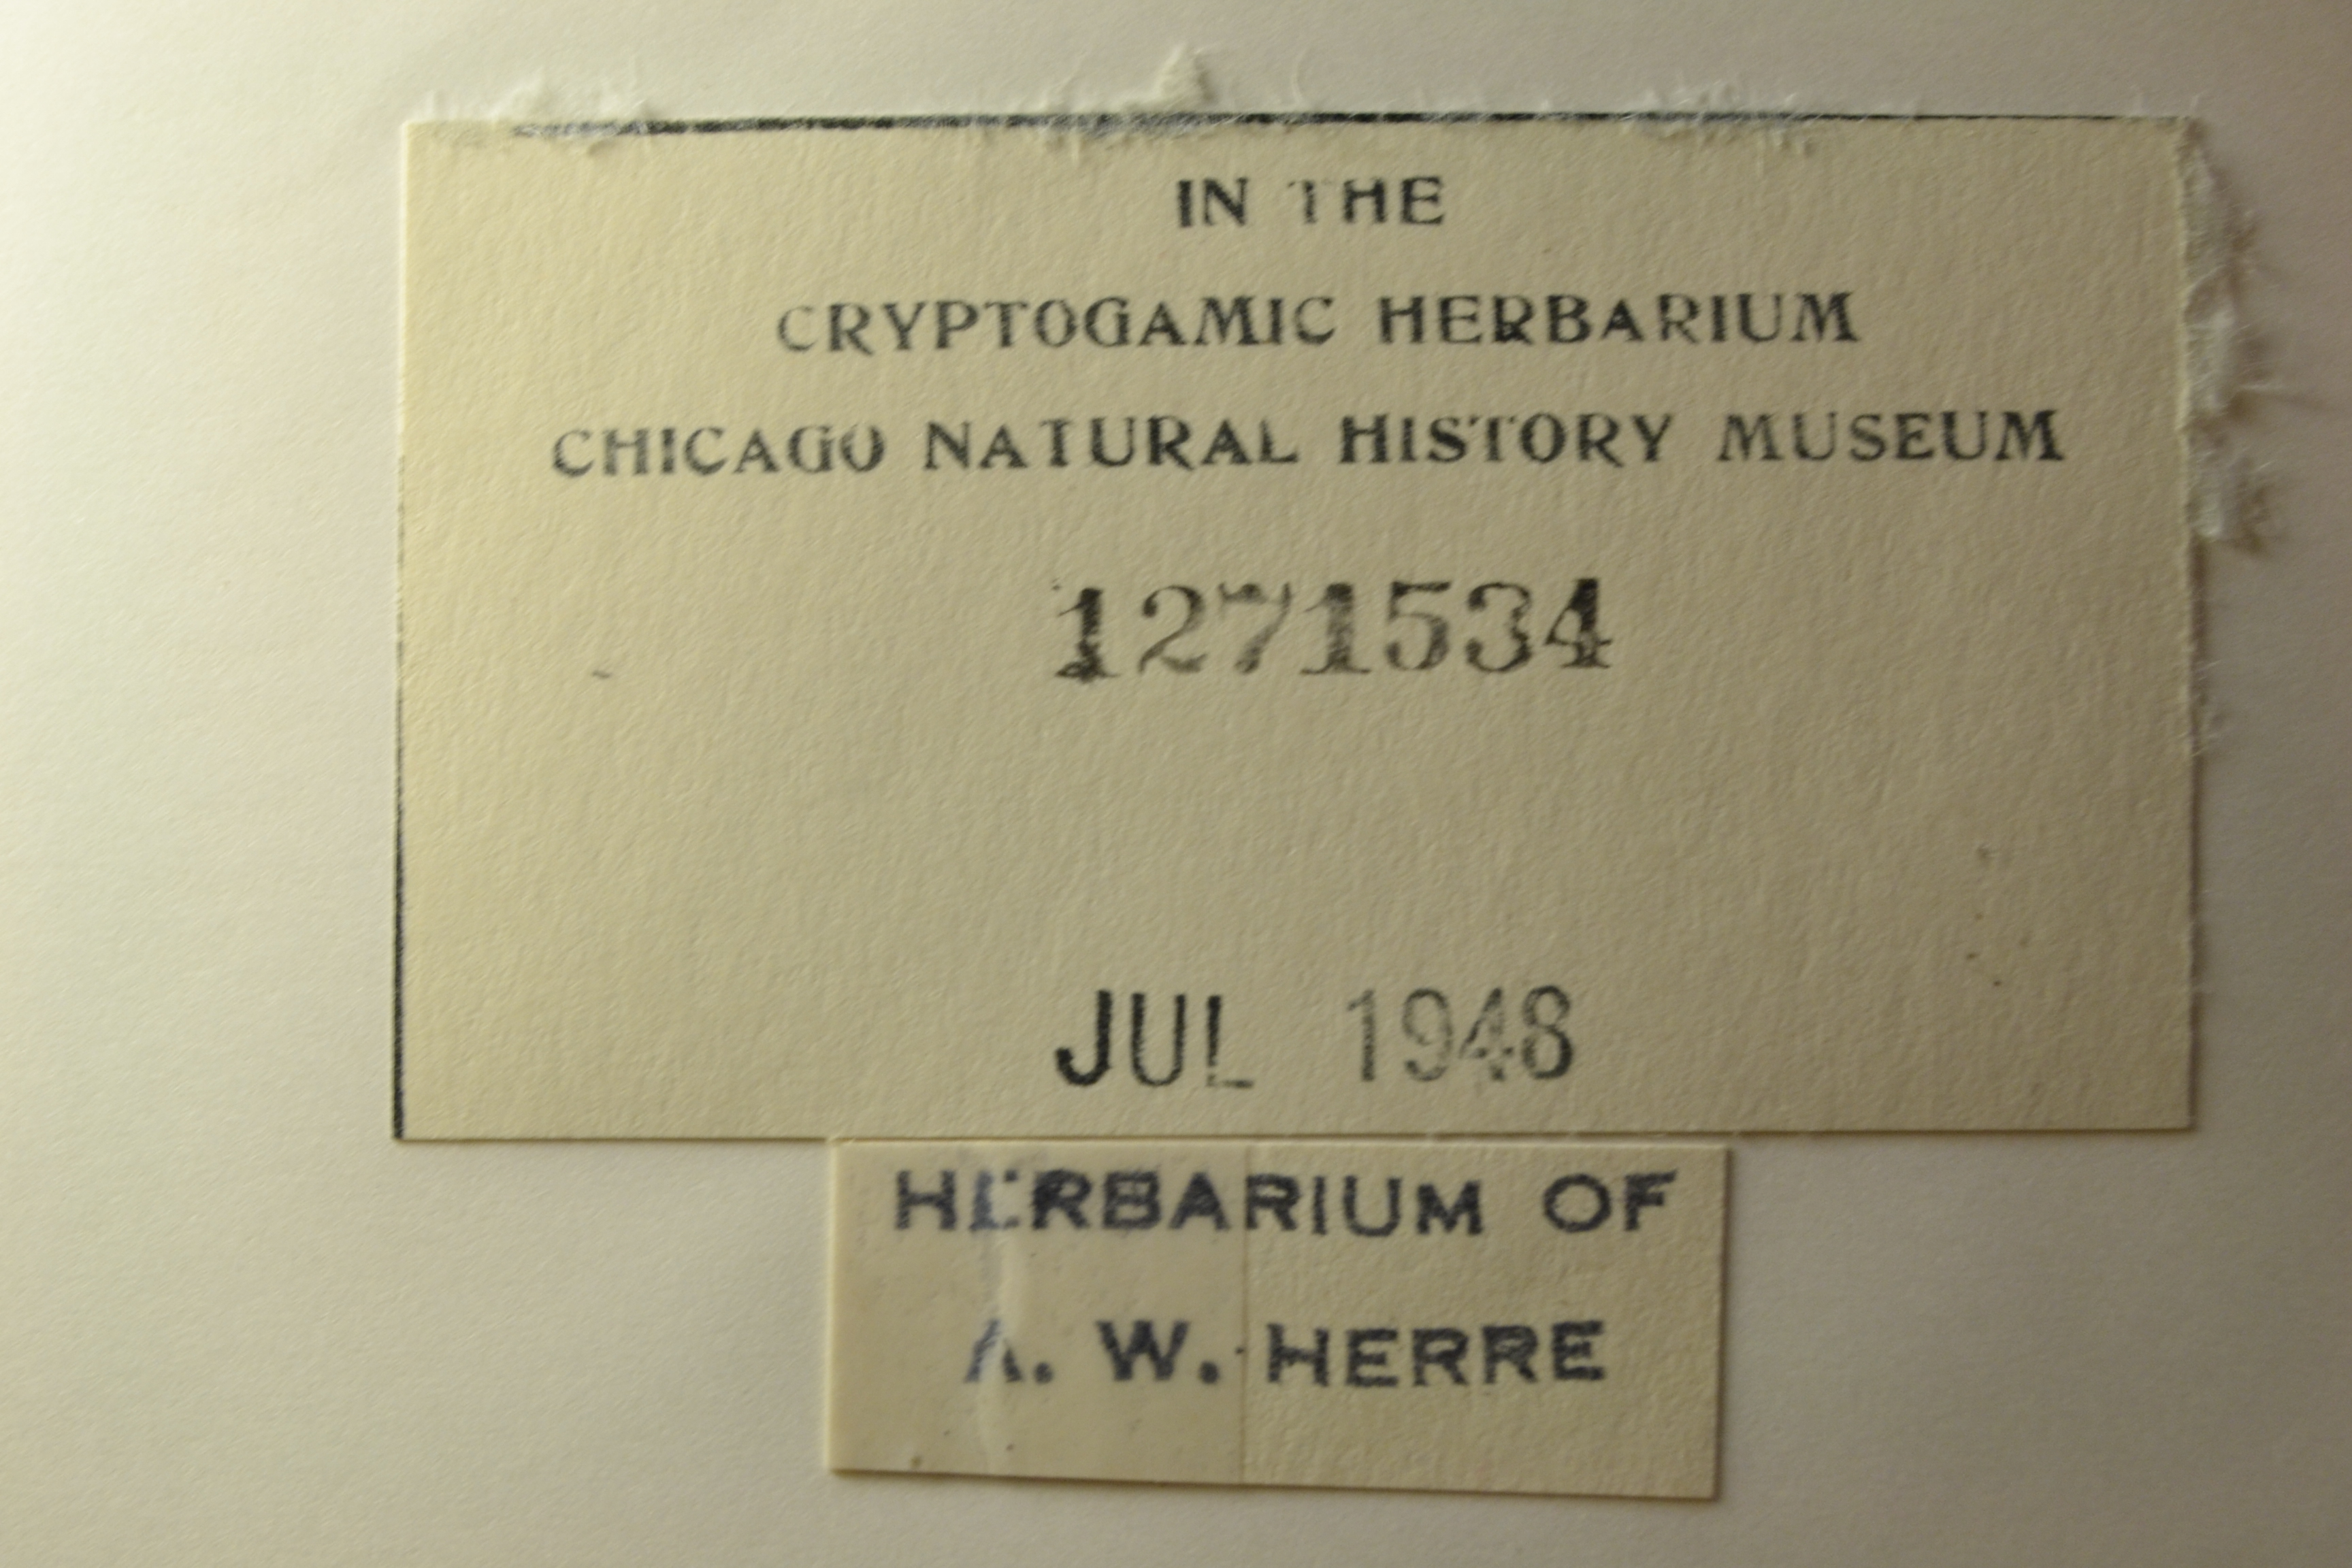 IN THE
CRYPTOGAMIC HERBARIUM
CHICAGO NATURAL HISTORY MUSEUM
1271534
JUL 1948
HERBARIUM OF
A. W. HERRE